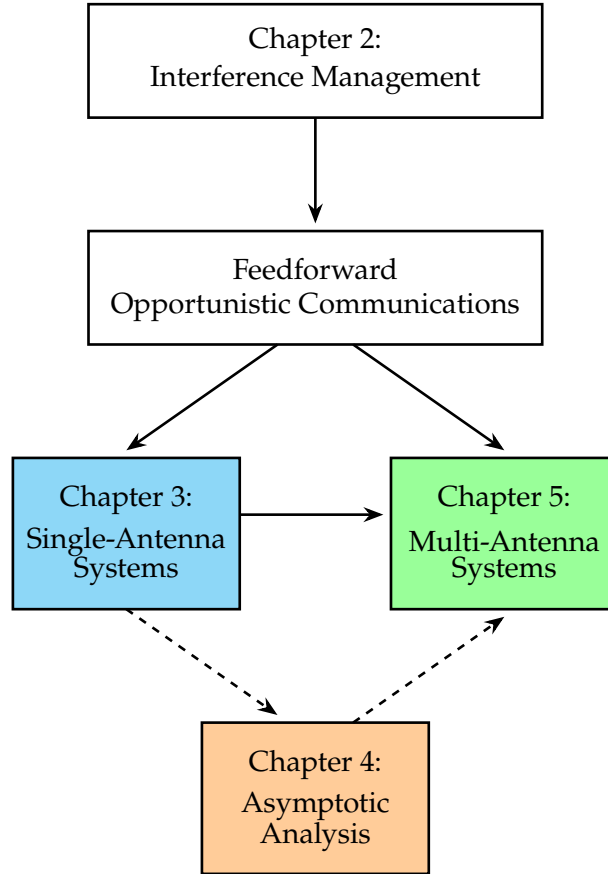 Chapter 2:
Interference Management
Feedforward
Opportunistic Communications
Chapter 3:
Single-Antenna
Systems
Chapter 5:
Multi-Antenna
Systems
Chapter 4:
Asymptotic
Analysis